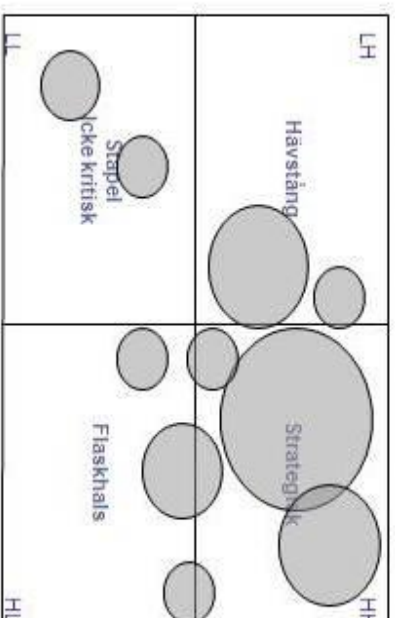 LH
HH
Hävstång
Strategisk
Stapel
Icke kritisk
Flaskhals
LL
HL